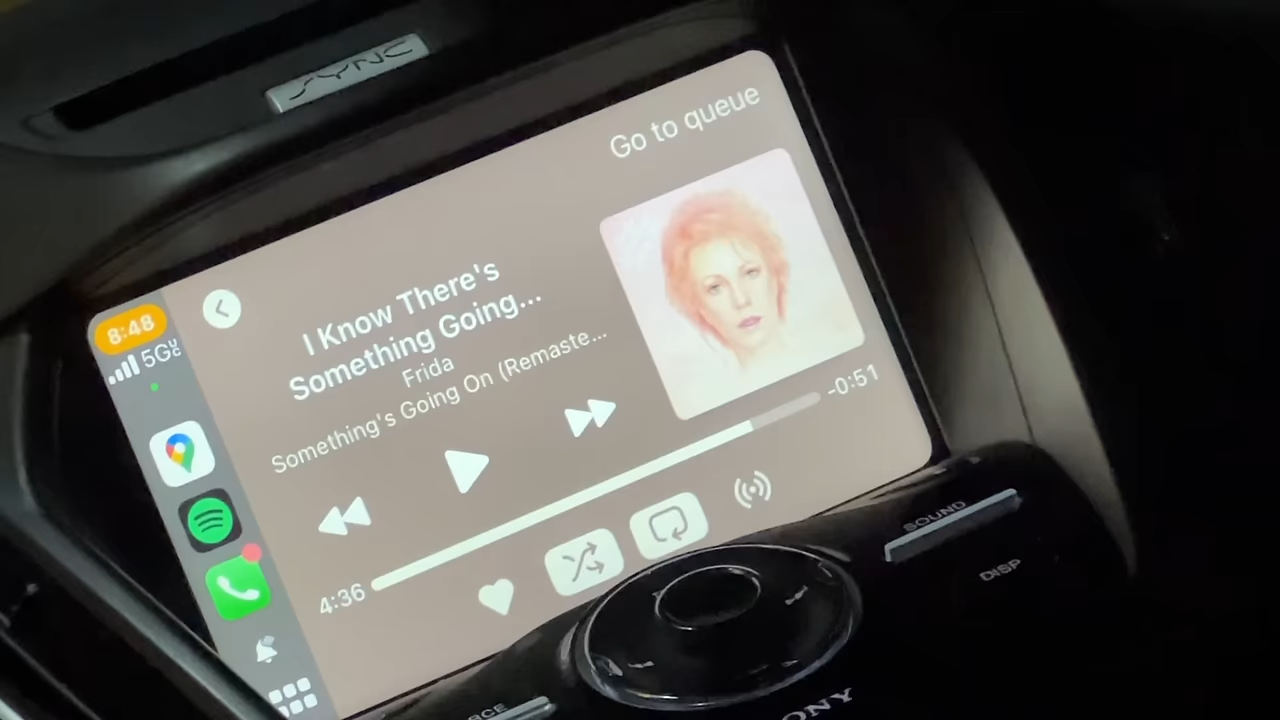 SYNC
Go to queue
8:48
5G
I Know There's
Something Going...
Frida
Something's Going On (Remaste...
4:36
-0:51
SOUND
DISP